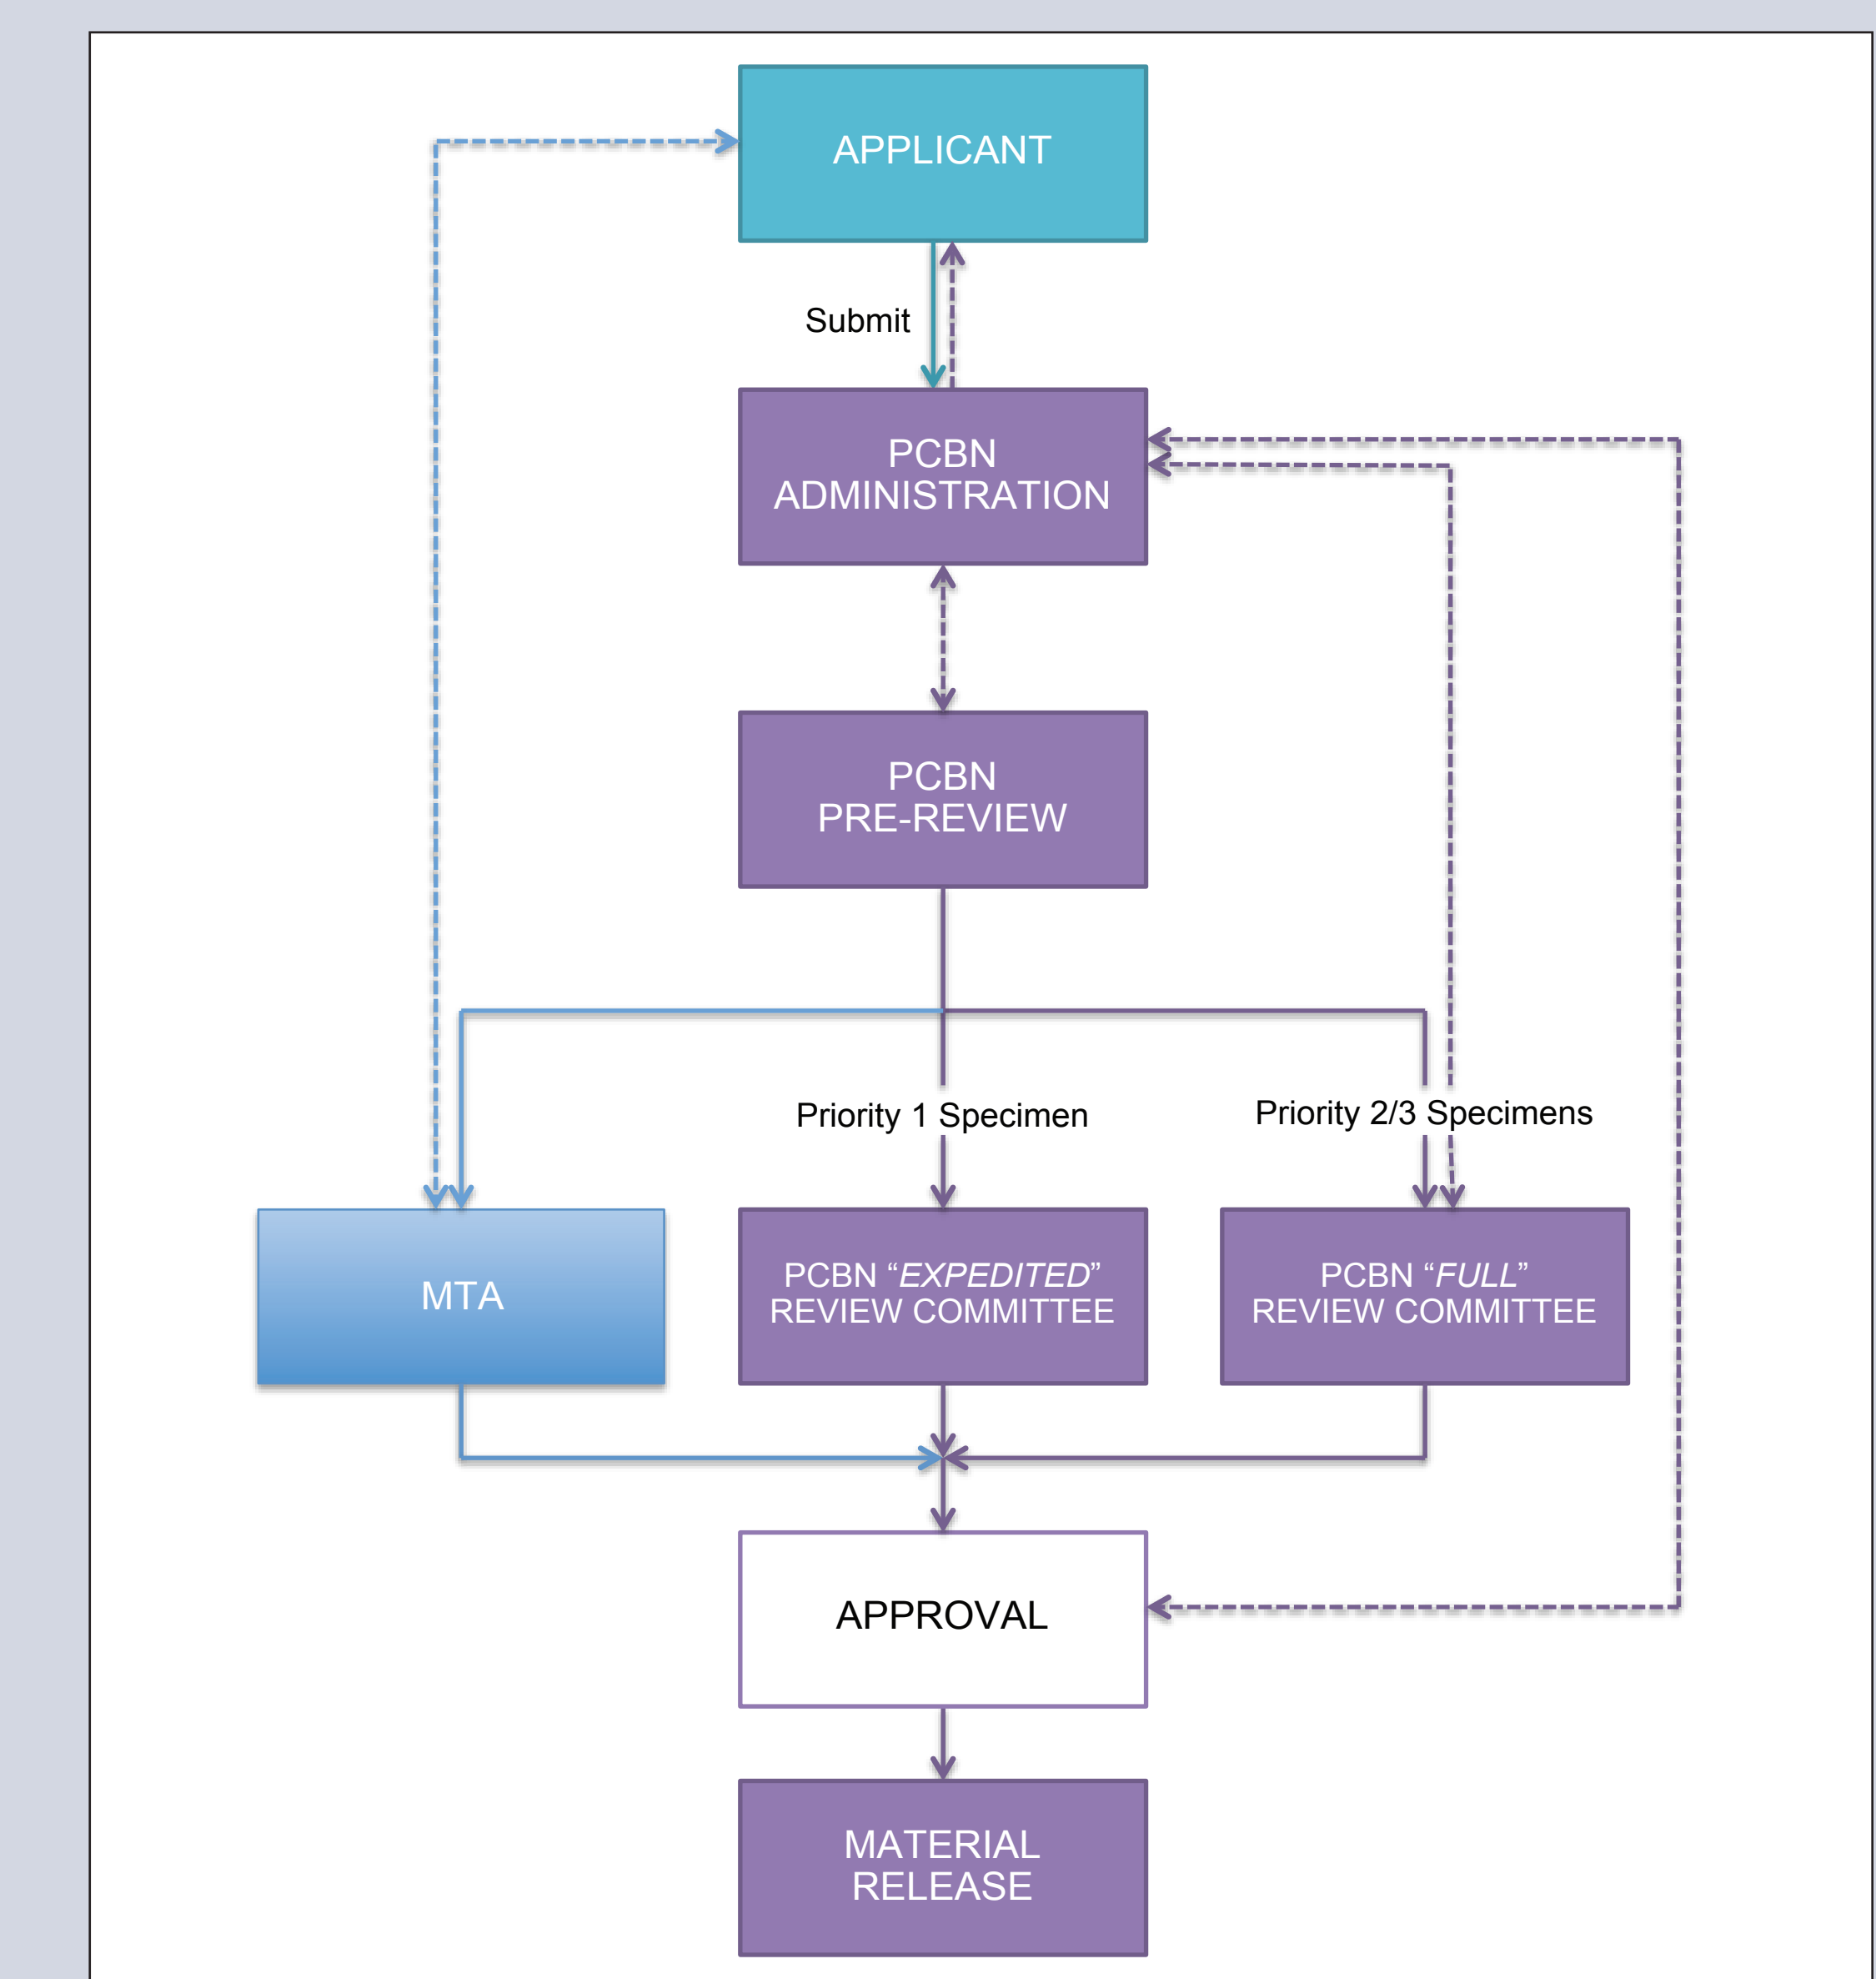 APPLICANT
Submit
PCBN
ADMINISTRATION
PCBN
PRE-REVIEW
Priority 1 Specimen
Priority 2/3 Specimens
MTA
PCBN “EXPEDITED”
REVIEW COMMITTEE
PCBN “FULL”
REVIEW COMMITTEE
APPROVAL
MATERIAL
RELEASE